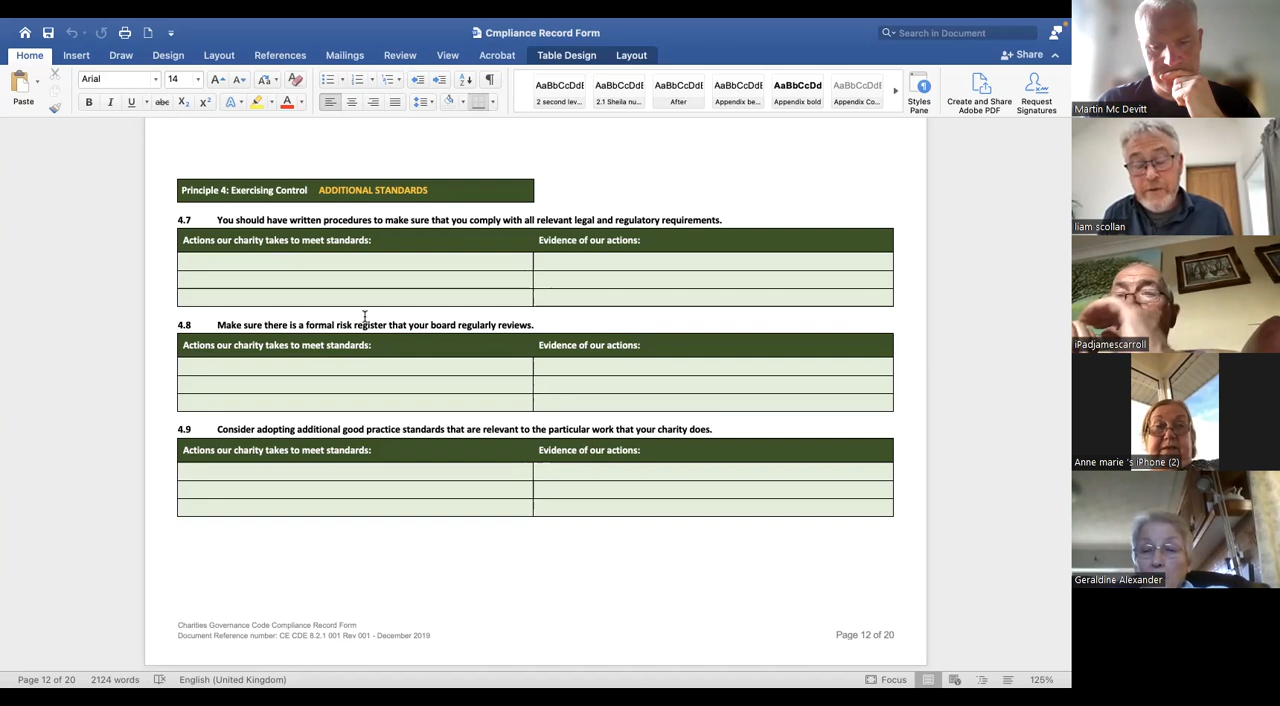 Cmpliance Record Form
Search in Document
Home Insert Draw Design Layout References Mailings Review View Acrobat Table Design Layout
Share
Paste
Arial 14
B I U abc X₂ X²
AaBbCcDdE AaBbCcDdE AaBbCcDdE AaBbCcDdE AaBbCcDd AaBbCcDdE
2 second lev... 2.1 Sheila nu... After Appendix be... Appendix bold Appendix Co...
Styles Pane
Create and Share Adobe PDF
Request Signatures
Principle 4: Exercising Control ADDITIONAL STANDARDS
4.7 You should have written procedures to make sure that you comply with all relevant legal and regulatory requirements.
Actions our charity takes to meet standards: Evidence of our actions:
4.8 Make sure there is a formal risk register that your board regularly reviews.
Actions our charity takes to meet standards: Evidence of our actions:
4.9 Consider adopting additional good practice standards that are relevant to the particular work that your charity does.
Actions our charity takes to meet standards: Evidence of our actions:
Charities Governance Code Compliance Record Form
Document Reference number: CE CDE 8.2.1 001 Rev 001 - December 2019
Page 12 of 20
Page 12 of 20 2124 words English (United Kingdom) Focus 125%
Martin Mc Devitt
liam scollan
iPadjamescarroll
Anne marie 's iPhone (2)
Geraldine Alexander